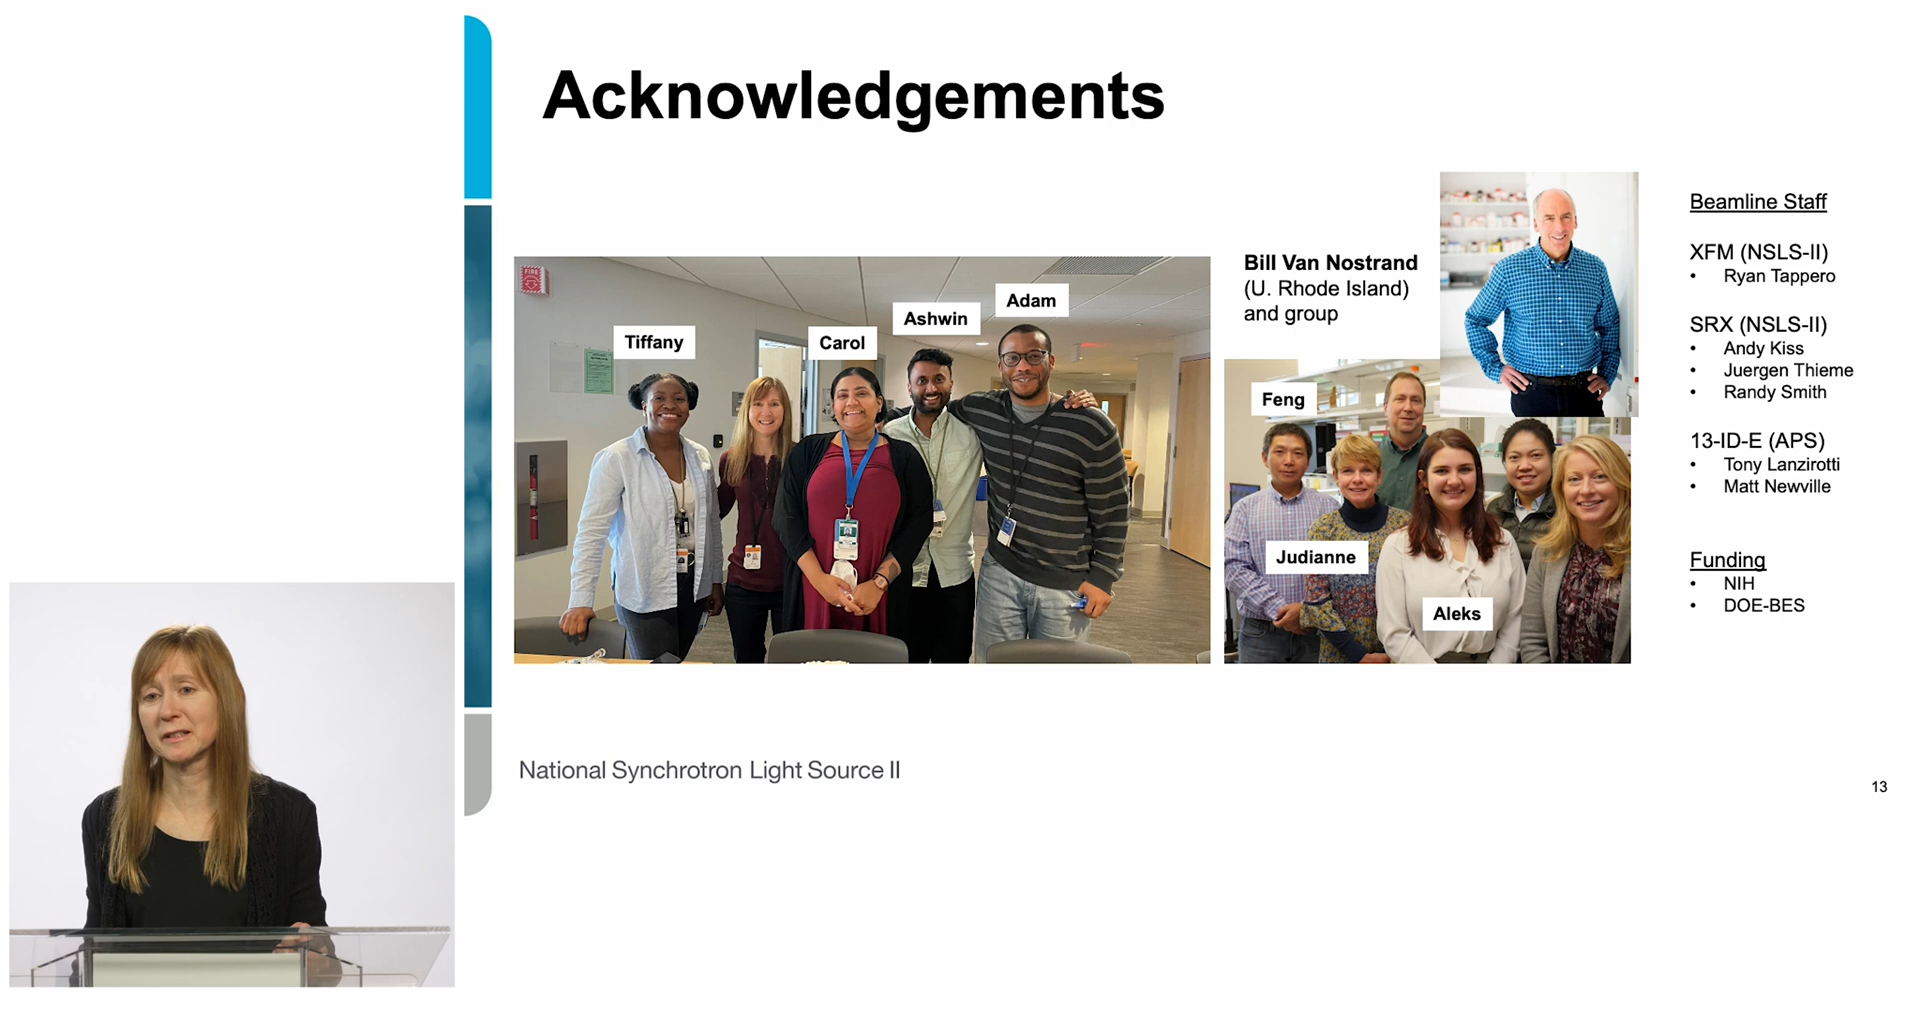 Acknowledgements
FIRE
Tiffany
Carol
Ashwin
Adam
Bill Van Nostrand
(U. Rhode Island)
and group
Feng
Judianne
Aleks
Beamline Staff
XFM (NSLS-II)
• Ryan Tappero
SRX (NSLS-II)
• Andy Kiss
• Juergen Thieme
• Randy Smith
13-ID-E (APS)
• Tony Lanzirotti
• Matt Newville
Funding
• NIH
• DOE-BES
National Synchrotron Light Source II
13